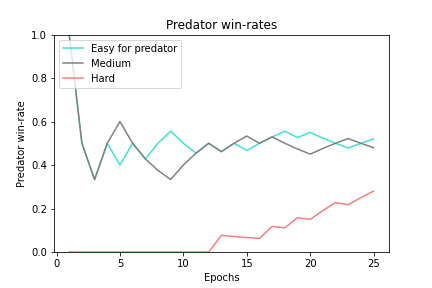 Predator win-rates
Easy for predator
Medium
Hard
Predator win-rate
1.0
0.8
0.6
0.4
0.2
0.0
0 5 10 15 20 25
Epochs